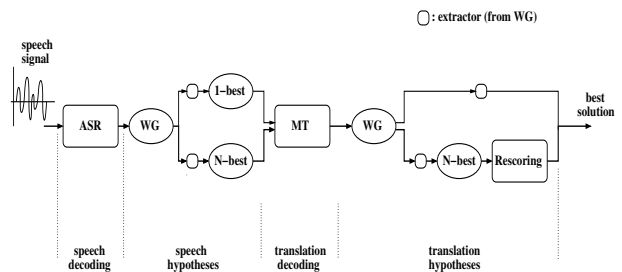 : extractor (from WG)
speech
signal
1−best
best
solution
ASR
WG
MT
WG
N−best
N−best
Rescoring
speech
decoding
speech
hypotheses
translation
decoding
translation
hypotheses